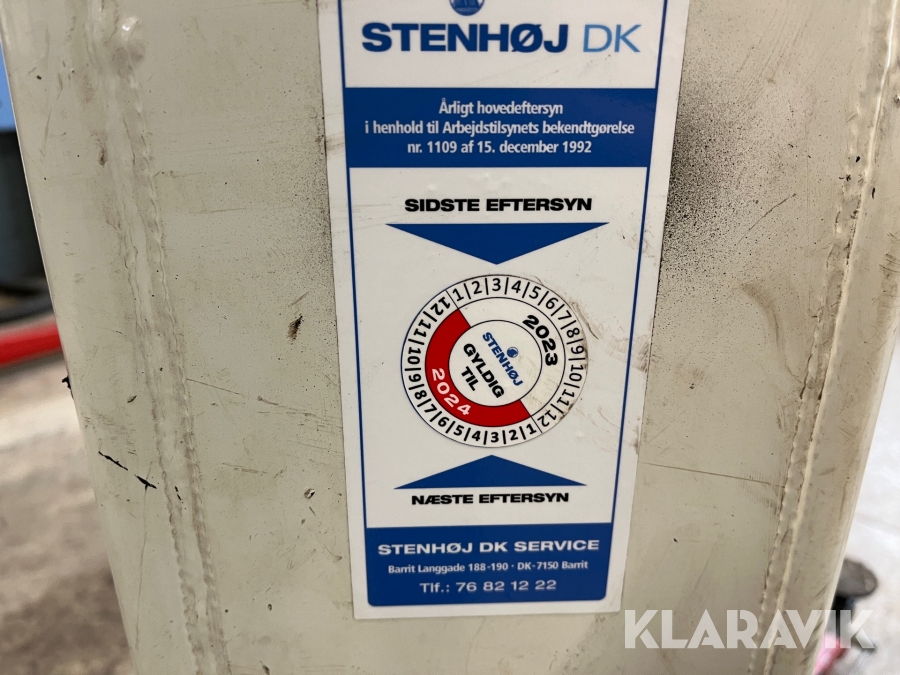 STENHØJ DK
Årligt hovedeftersyn
i henhold til Arbejdstilsynets bekendtgørelse
nr. 1109 af 15. december 1992
SIDSTE EFTERSYN
1|2|3|4|5|6|7|8|9|10|11|12
2023
STENHØJ
GYLDIG
TIL
2024
1|2|3|4|5|6|7|8|9|10|11|12
NÆSTE EFTERSYN
STENHØJ DK SERVICE
Barrit Langgade 188-190 · DK-7150 Barrit
Tlf.: 76 82 12 22
KLARAVIK